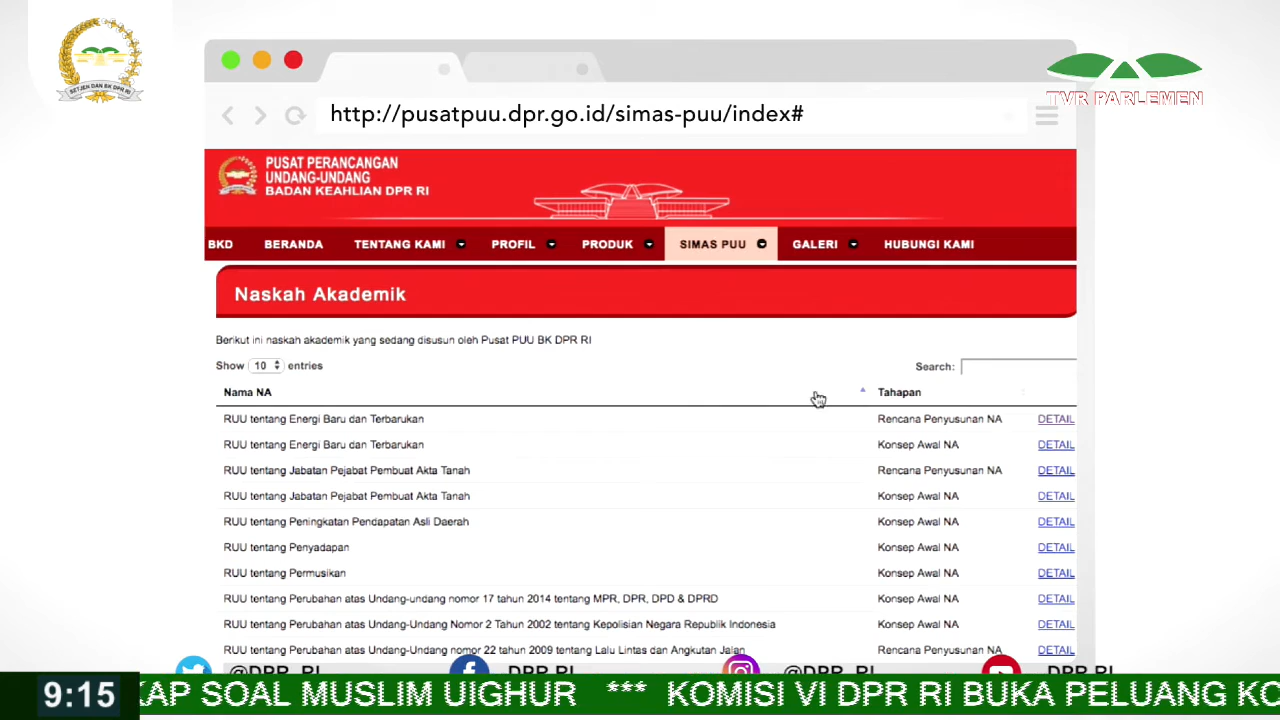 SETJEN DAN BK DPR RI
http://pusatpuu.dpr.go.id/simas-puu/index#
TVR PARLEMEN
PUSAT PERANCANGAN
UNDANG-UNDANG
BADAN KEAHLIAN DPR RI
BKD BERANDA TENTANG KAMI PROFIL PRODUK SIMAS PUU GALERI HUBUNGI KAMI
Naskah Akademik
Berikut ini naskah akademik yang sedang disusun oleh Pusat PUU BK DPR RI
Show 10 entries Search:
Nama NA Tahapan
RUU tentang Energi Baru dan Terbarukan Rencana Penyusunan NA DETAIL
RUU tentang Energi Baru dan Terbarukan Konsep Awal NA DETAIL
RUU tentang Jabatan Pejabat Pembuat Akta Tanah Rencana Penyusunan NA DETAIL
RUU tentang Jabatan Pejabat Pembuat Akta Tanah Konsep Awal NA DETAIL
RUU tentang Peningkatan Pendapatan Asli Daerah Konsep Awal NA DETAIL
RUU tentang Penyadapan Konsep Awal NA DETAIL
RUU tentang Permusikan Konsep Awal NA DETAIL
RUU tentang Perubahan atas Undang-undang nomor 17 tahun 2014 tentang MPR, DPR, DPD & DPRD Konsep Awal NA DETAIL
RUU tentang Perubahan atas Undang-Undang Nomor 2 Tahun 2002 tentang Kepolisian Negara Republik Indonesia Konsep Awal NA DETAIL
RUU tentang Perubahan atas Undang-undang nomor 22 tahun 2009 tentang Lalu Lintas dan Angkutan Jalan Rencana Penyusunan NA DETAIL
@DPR_RI DPR RI @DPR_RI DPR RI
9:15 KAP SOAL MUSLIM UIGHUR *** KOMISI VI DPR RI BUKA PELUANG KO